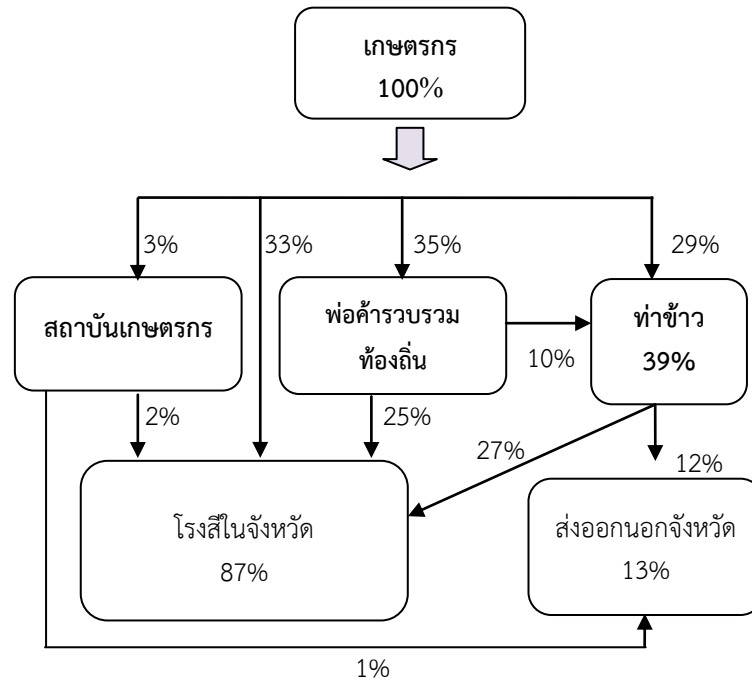 เกษตรกร
100%
3%
33%
35%
29%
สถาบันเกษตรกร
พ่อค้ารวบรวม
ท้องถิ่น
10%
ท่าข้าว
39%
2%
25%
27%
12%
โรงสีในจังหวัด
87%
ส่งออกนอกจังหวัด
13%
1%